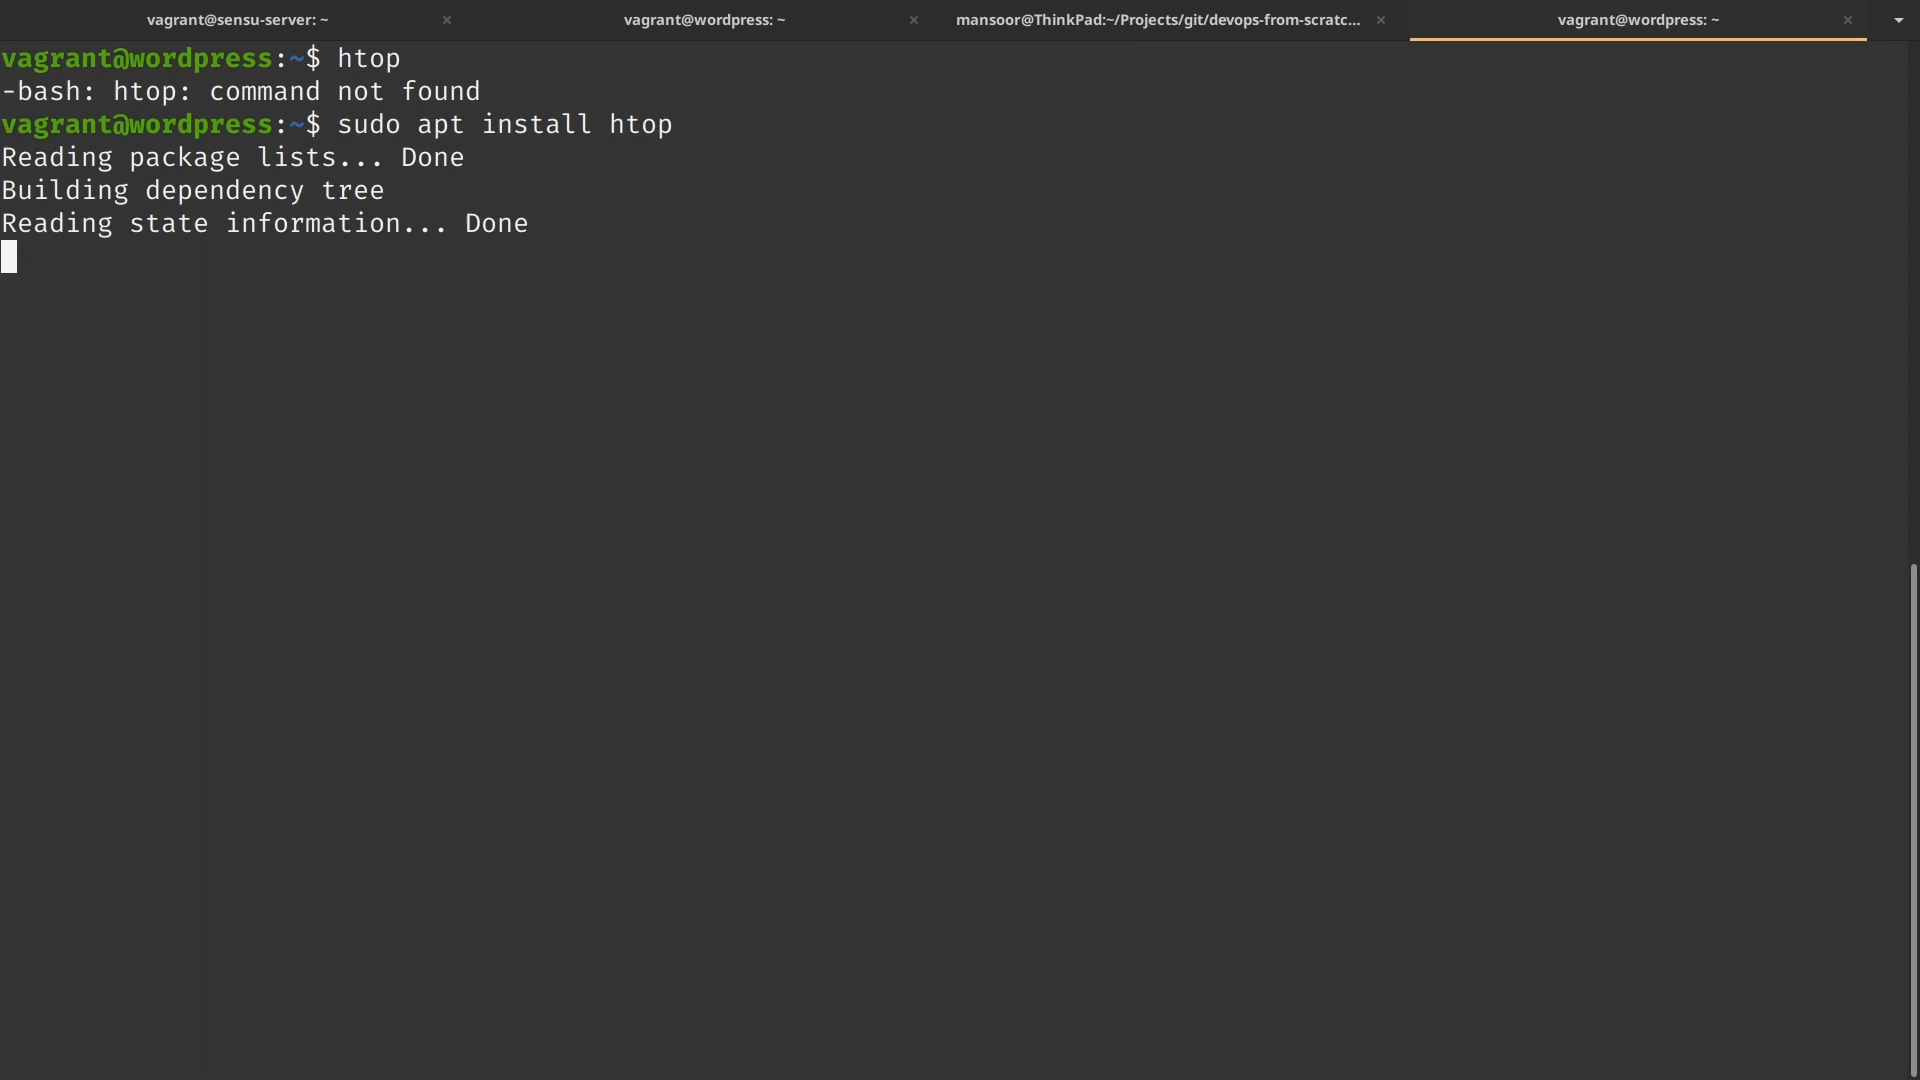 vagrant@sensu-server: ~ × vagrant@wordpress: ~ × mansoor@ThinkPad:~/Projects/git/devops-from-scratc... × vagrant@wordpress: ~ ×
vagrant@wordpress:~$ htop
-bash: htop: command not found
vagrant@wordpress:~$ sudo apt install htop
Reading package lists... Done
Building dependency tree
Reading state information... Done